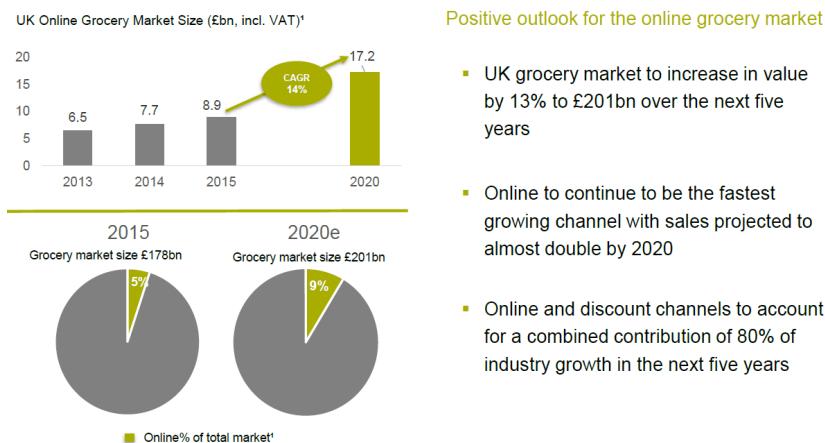 UK Online Grocery Market Size (£bn, incl. VAT)¹
20
15
10
5
0
6.5
7.7
8.9
CAGR
14%
17.2
2013
2014
2015
2020
2015
Grocery market size £178bn
5%
2020e
Grocery market size £201bn
9%
Online% of total market¹
Positive outlook for the online grocery market
▪ UK grocery market to increase in value
by 13% to £201bn over the next five
years
▪ Online to continue to be the fastest
growing channel with sales projected to
almost double by 2020
▪ Online and discount channels to account
for a combined contribution of 80% of
industry growth in the next five years